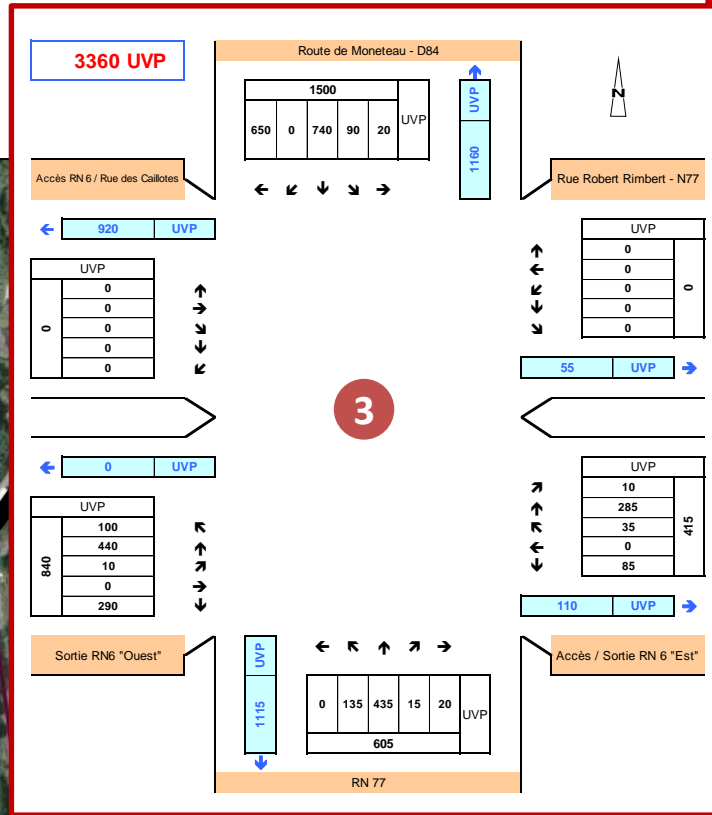 3360 UVP
Route de Moneteau - D84
1500
650 0 740 90 20 UVP
UVP 1160
N
Accès RN 6 / Rue des Caillotes
Rue Robert Rimbert - N77
920 UVP
UVP
0
0
0
0
0
0
UVP
0
0
0
0
0
0
55 UVP
3
0 UVP
UVP
840
100
440
10
0
290
UVP
10
285
35
0
85
415
110 UVP
Sortie RN6 "Ouest"
Accès / Sortie RN 6 "Est"
UVP 1115
0 135 435 15 20 UVP
605
RN 77